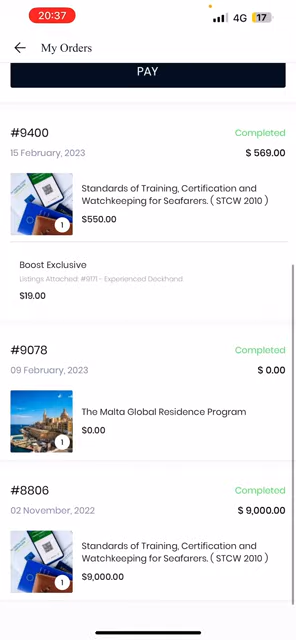 20:37
4G 17
My Orders
PAY
#9400 Completed
15 February, 2023 $ 569.00
Standards of Training, Certification and
Watchkeeping for Seafarers. ( STCW 2010 )
1 $550.00
Boost Exclusive
Listings Attached: #9171 - Experienced Deckhand
$19.00
#9078 Completed
09 February, 2023 $ 0.00
The Malta Global Residence Program
1 $0.00
#8806 Completed
02 November, 2022 $ 9,000.00
Standards of Training, Certification and
Watchkeeping for Seafarers. ( STCW 2010 )
1 $9,000.00